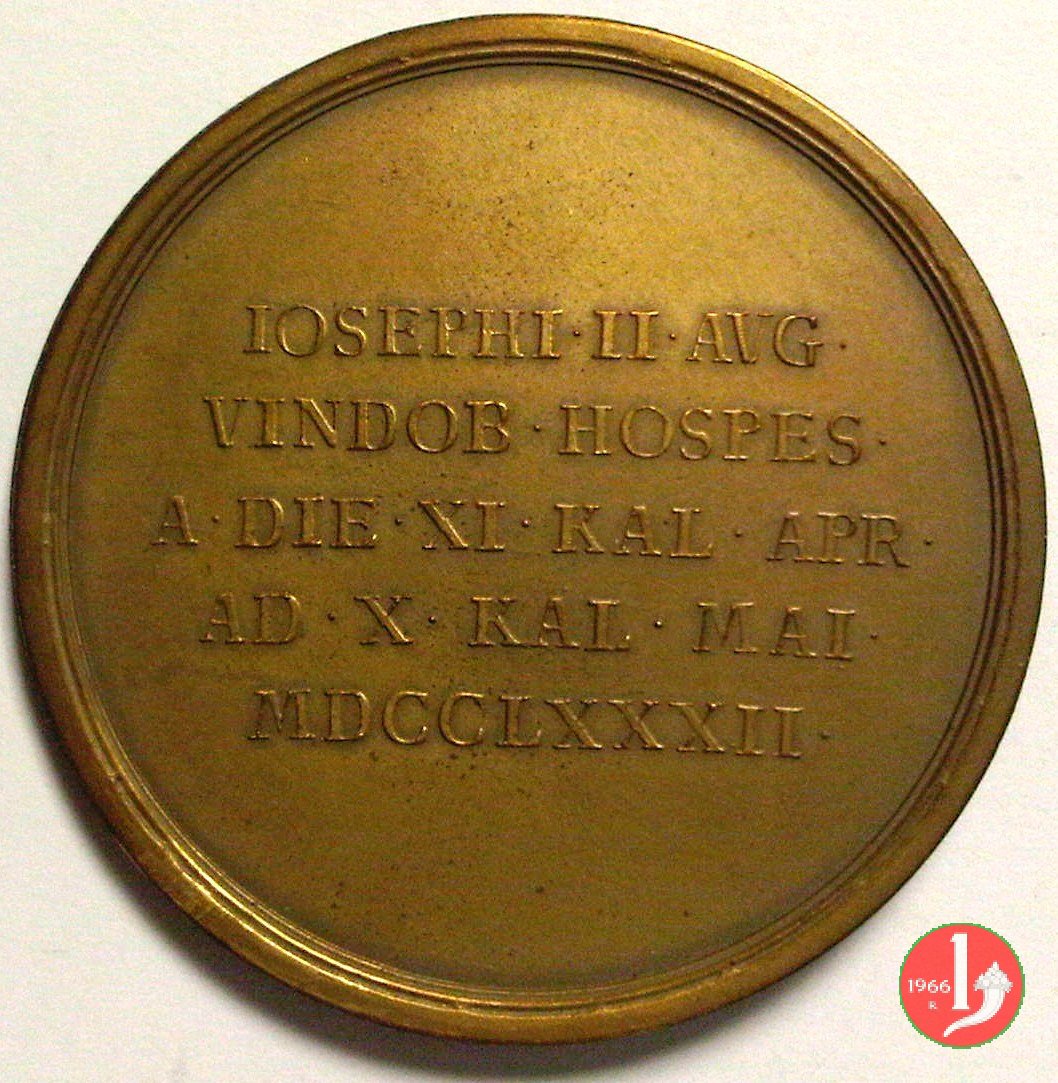 IOSEPHI·II·AVG·
VINDOB·HOSPES·
A·DIE·XI·KAL·APR·
AD·X·KAL·MAI·
MDCCLXXXII·
1966
R.